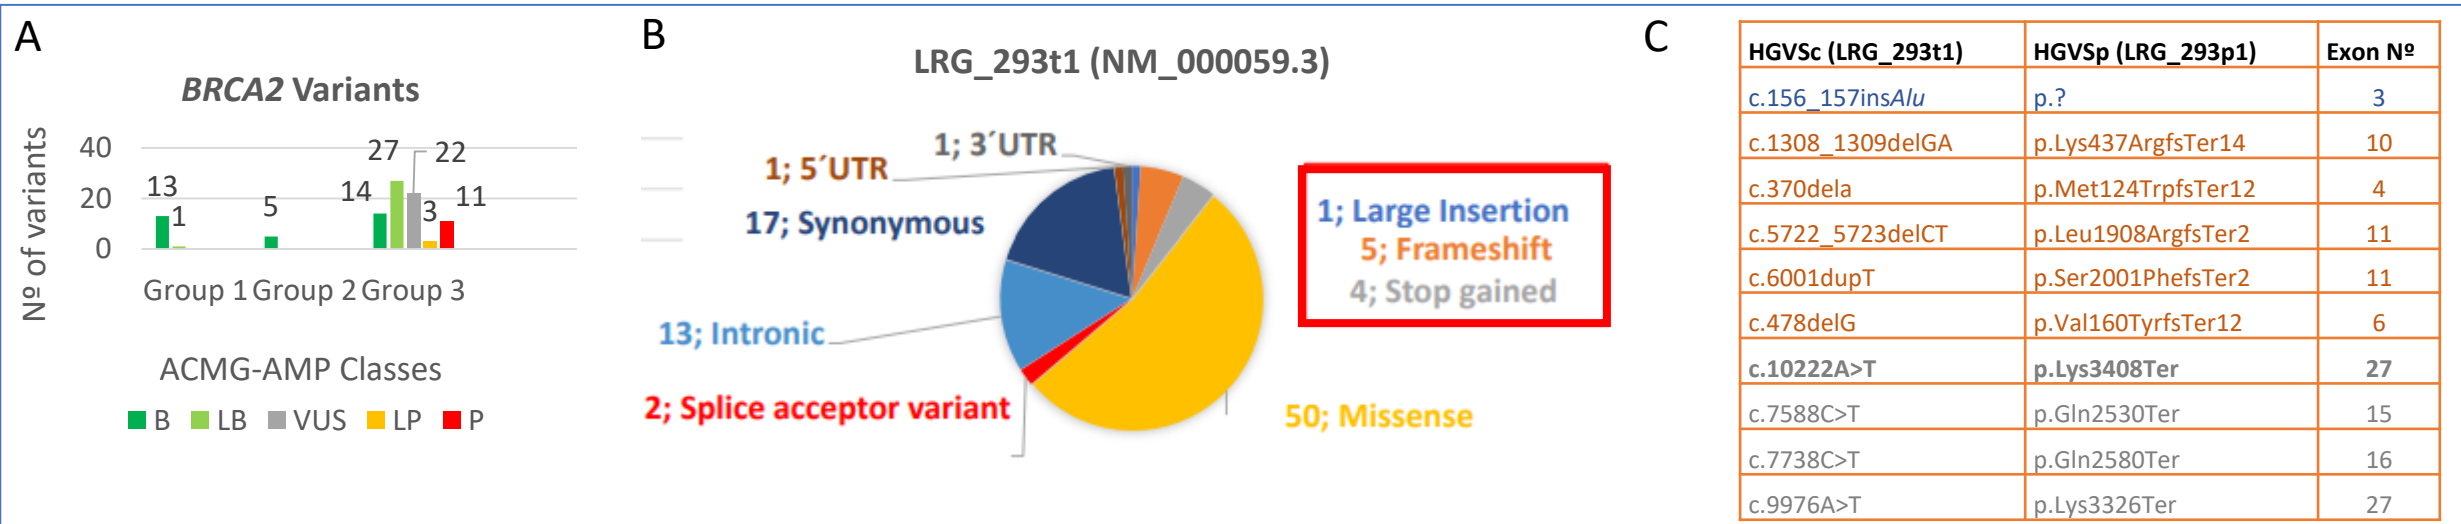 A
BRCA2 Variants
Nº of variants
40
20
0
13
1
5
14
27
22
3
11
Group 1 Group 2 Group 3
ACMG-AMP Classes
B LB VUS LP P
B
LRG_293t1 (NM_000059.3)
1; 3´UTR
1; 5´UTR
17; Synonymous
13; Intronic
2; Splice acceptor variant
1; Large Insertion
5; Frameshift
4; Stop gained
50; Missense
C
HGVSc (LRG_293t1) HGVSp (LRG_293p1) Exon Nº
c.156_157insAlu p.? 3
c.1308_1309delGA p.Lys437ArgfsTer14 10
c.370dela p.Met124TrpfsTer12 4
c.5722_5723delCT p.Leu1908ArgfsTer2 11
c.6001dupT p.Ser2001PhefsTer2 11
c.478delG p.Val160TyrfsTer12 6
c.10222A>T p.Lys3408Ter 27
c.7588C>T p.Gln2530Ter 15
c.7738C>T p.Gln2580Ter 16
c.9976A>T p.Lys3326Ter 27